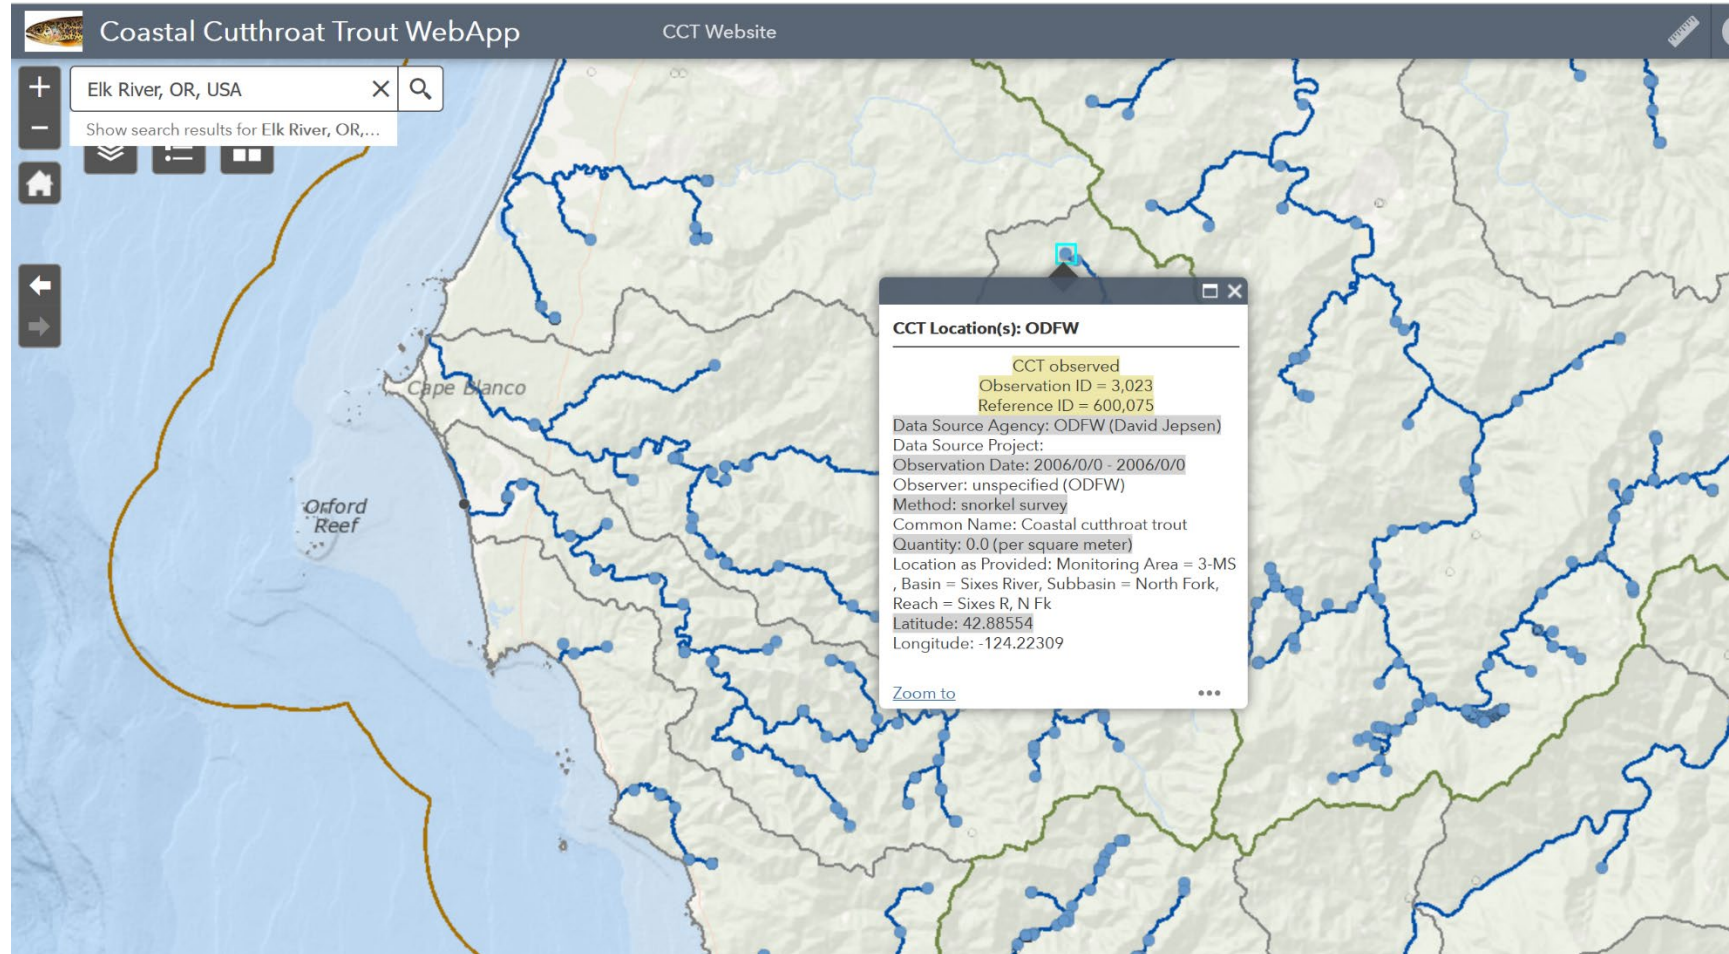 Coastal Cutthroat Trout WebApp
CCT Website
Elk River, OR, USA
Show search results for Elk River, OR,...
Cape Blanco
Orford
Reef
CCT Location(s): ODFW
CCT observed
Observation ID = 3,023
Reference ID = 600,075
Data Source Agency: ODFW (David Jepsen)
Data Source Project:
Observation Date: 2006/0/0 - 2006/0/0
Observer: unspecified (ODFW)
Method: snorkel survey
Common Name: Coastal cutthroat trout
Quantity: 0.0 (per square meter)
Location as Provided: Monitoring Area = 3-MS
, Basin = Sixes River, Subbasin = North Fork,
Reach = Sixes R, N Fk
Latitude: 42.88554
Longitude: -124.22309
Zoom to